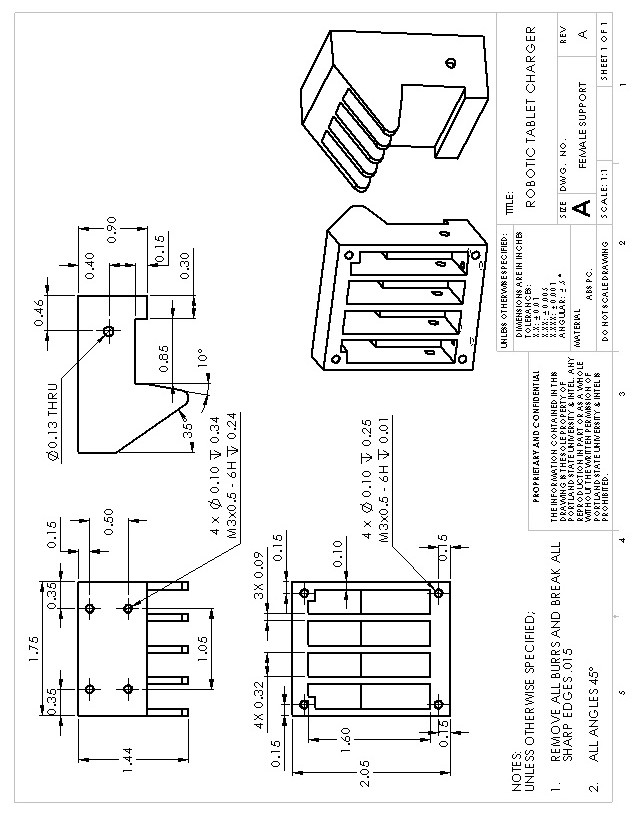 1.75
0.35
0.35
0.15
0.50
1.44
1.05
4 x Ø 0.10 ↧ 0.34
M3x0.5 - 6H ↧ 0.24
Ø0.13 THRU
0.46
0.40
0.90
0.15
0.30
0.85
10°
35°
4X 0.32
3X 0.09
0.15
0.15
0.10
4 x Ø 0.10 ↧ 0.25
M3x0.5 - 6H ↧ 0.01
0.15
0.15
1.60
2.05
NOTES:
UNLESS OTHERWISE SPECIFIED;
1. REMOVE ALL BURRS AND BREAK ALL
SHARP EDGES .015
2. ALL ANGLES 45°
PROPRIETARY AND CONFIDENTIAL
THE INFORMATION CONTAINED IN THIS
DRAWING IS THE SOLE PROPERTY OF
PORTLAND STATE UNIVERSITY & INTEL. ANY
REPRODUCTION IN PART OR AS A WHOLE
WITHOUT THE WRITTEN PERMISSION OF
PORTLAND STATE UNIVERSITY & INTEL IS
PROHIBITED.
UNLESS OTHERWISE SPECIFIED:
DIMENSIONS ARE IN INCHES
TOLERANCES:
X.X: ±0.01
X.XX: ±0.005
X.XXX: ±0.001
ANGULAR: ±.5°
MATERIAL
ABS PC.
DO NOT SCALE DRAWING
TITLE:
ROBOTIC TABLET CHARGER
SIZE DWG. NO. REV
A FEMALE SUPPORT A
SCALE: 1:1 SHEET 1 OF 1
5 4 3 2 1